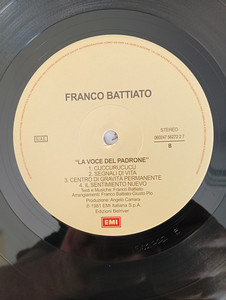 FRANCO BATTIATO
S.I.A.E.
STEREO
B
"LA VOCE DEL PADRONE"
1. CUCCURUCUCU
2. SEGNALI DI VITA
3. CENTRO DI GRAVITÀ PERMANENTE
4. IL SENTIMENTO NUEVO
Testi e Musiche: Franco Battiato
Arrangiamenti: Franco Battiato-Giusto Pio
Produzione: Angelo Carrara
℗ 1981 EMI Italiana S.p.A.
Edizioni Belriver
EMI